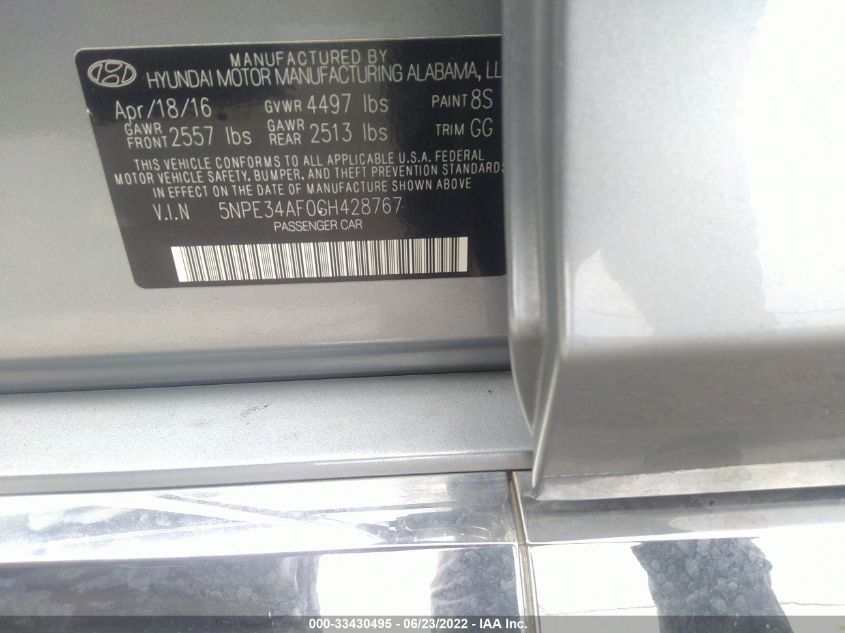 MANUFACTURED BY
HYUNDAI MOTOR MANUFACTURING ALABAMA, LL
Apr/18/16 GVWR 4497 lbs PAINT 8S
GAWR FRONT 2557 lbs GAWR REAR 2513 lbs TRIM GG
THIS VEHICLE CONFORMS TO ALL APPLICABLE U.S.A. FEDERAL
MOTOR VEHICLE SAFETY, BUMPER, AND THEFT PREVENTION STANDARDS
IN EFFECT ON THE DATE OF MANUFACTURE SHOWN ABOVE
V.I.N 5NPE34AF0GH428767
PASSENGER CAR
000-33430495 - 06/23/2022 - IAA Inc.